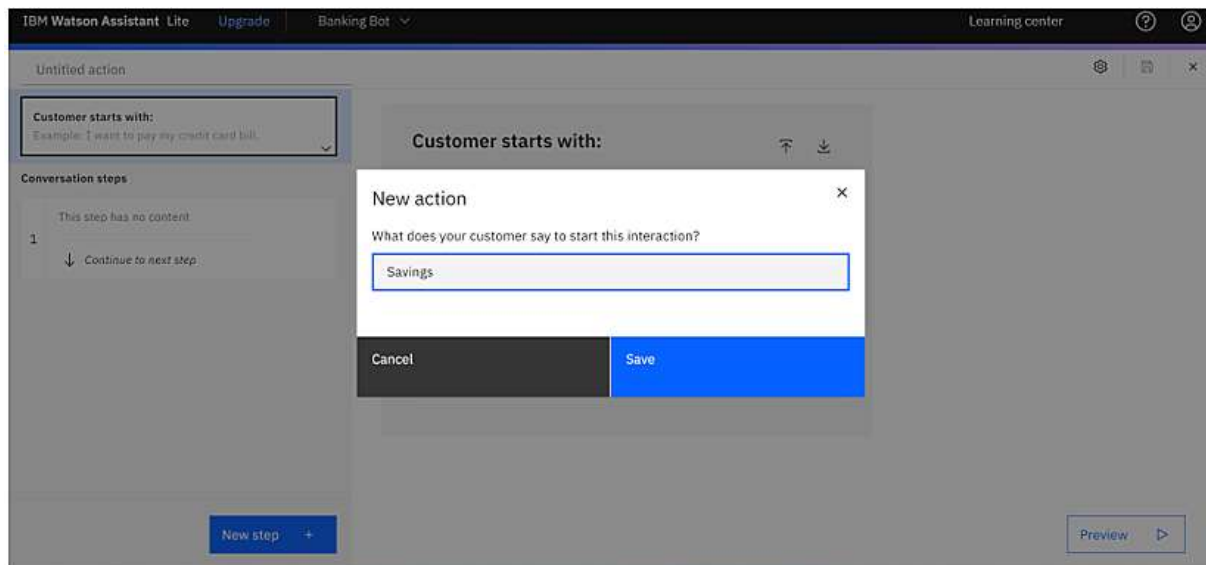 IBM Watson Assistant Lite Upgrade Banking Bot Learning center
Untitled action
Customer starts with:
Example: I want to pay my credit card bill.
Conversation steps
This step has no content
1
Continue to next step
New step +
Customer starts with:
New action
What does your customer say to start this interaction?
Savings
Cancel Save
Preview